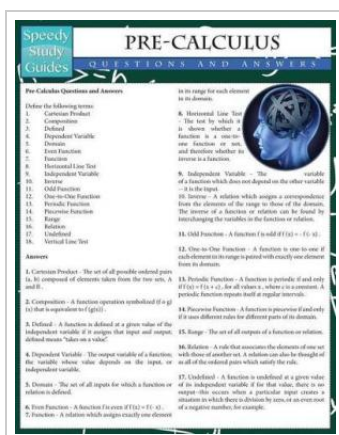 Speedy
Study
Guides
PRE-CALCULUS
QUESTIONS AND ANSWERS
Pre-Calculus Questions and Answers
Define the following terms:
1. Cartesian Product
2. Composition
3. Defined
4. Dependent Variable
5. Domain
6. Even Function
7. Function
8. Horizontal Line Test
9. Independent Variable
10. Inverse
11. Odd Function
12. One-to-One Function
13. Periodic Function
14. Piecewise Function
15. Range
16. Relation
17. Undefined
18. Vertical Line Test
Answers
1. Cartesian Product - The set of all possible ordered pairs
(a, b) composed of elements taken from the two sets, A
and B.
2. Composition - A function operation symbolized (f o g)
(x) that is equivalent to f (g(x)).
3. Defined - A function is defined at a given value of the
independent variable if it assigns that input and output;
defined means "takes on a value".
4. Dependent Variable - The output variable of a function;
the variable whose value depends on the input, or
independent variable.
5. Domain - The set of all inputs for which a function or
relation is defined.
6. Even Function - A function f is even if f (x) = f (- x).
7. Function - A relation which assigns exactly one element
in its range for each element
in its domain.
8. Horizontal Line Test
- The test by which it
is shown whether a
function is a one-to-
one function or not,
and therefore whether its
inverse is a function.
9. Independent Variable - The variable
of a function which does not depend on the other variable
- it is the input.
10. Inverse - A relation which assigns a correspondence
from the elements of the range to those of the domain.
The inverse of a function or relation can be found by
interchanging the variables in the function or relation.
11. Odd Function - A function f is odd if f (x) = - f (- x).
12. One-to-One Function - A function is one to one if
each element in its range is paired with exactly one element
from its domain.
13. Periodic Function - A function is periodic if and only
if f (x) = f (x + c), for all values x, where c is a constant. A
periodic function repeats itself at regular intervals.
14. Piecewise Function - A function is piecewise if and only
if it uses different rules for different parts of its domain.
15. Range - The set of all outputs of a function or relation.
16. Relation - A rule that associates the elements of one set
with those of another set. A relation can also be thought of
as all of the ordered pairs which satisfy the rule.
17. Undefined - A function is undefined at a given value
of its independent variable if for that value, there is no
output--this occurs when a particular input creates a
situation in which there is division by zero, or an even root
of a negative number, for example.